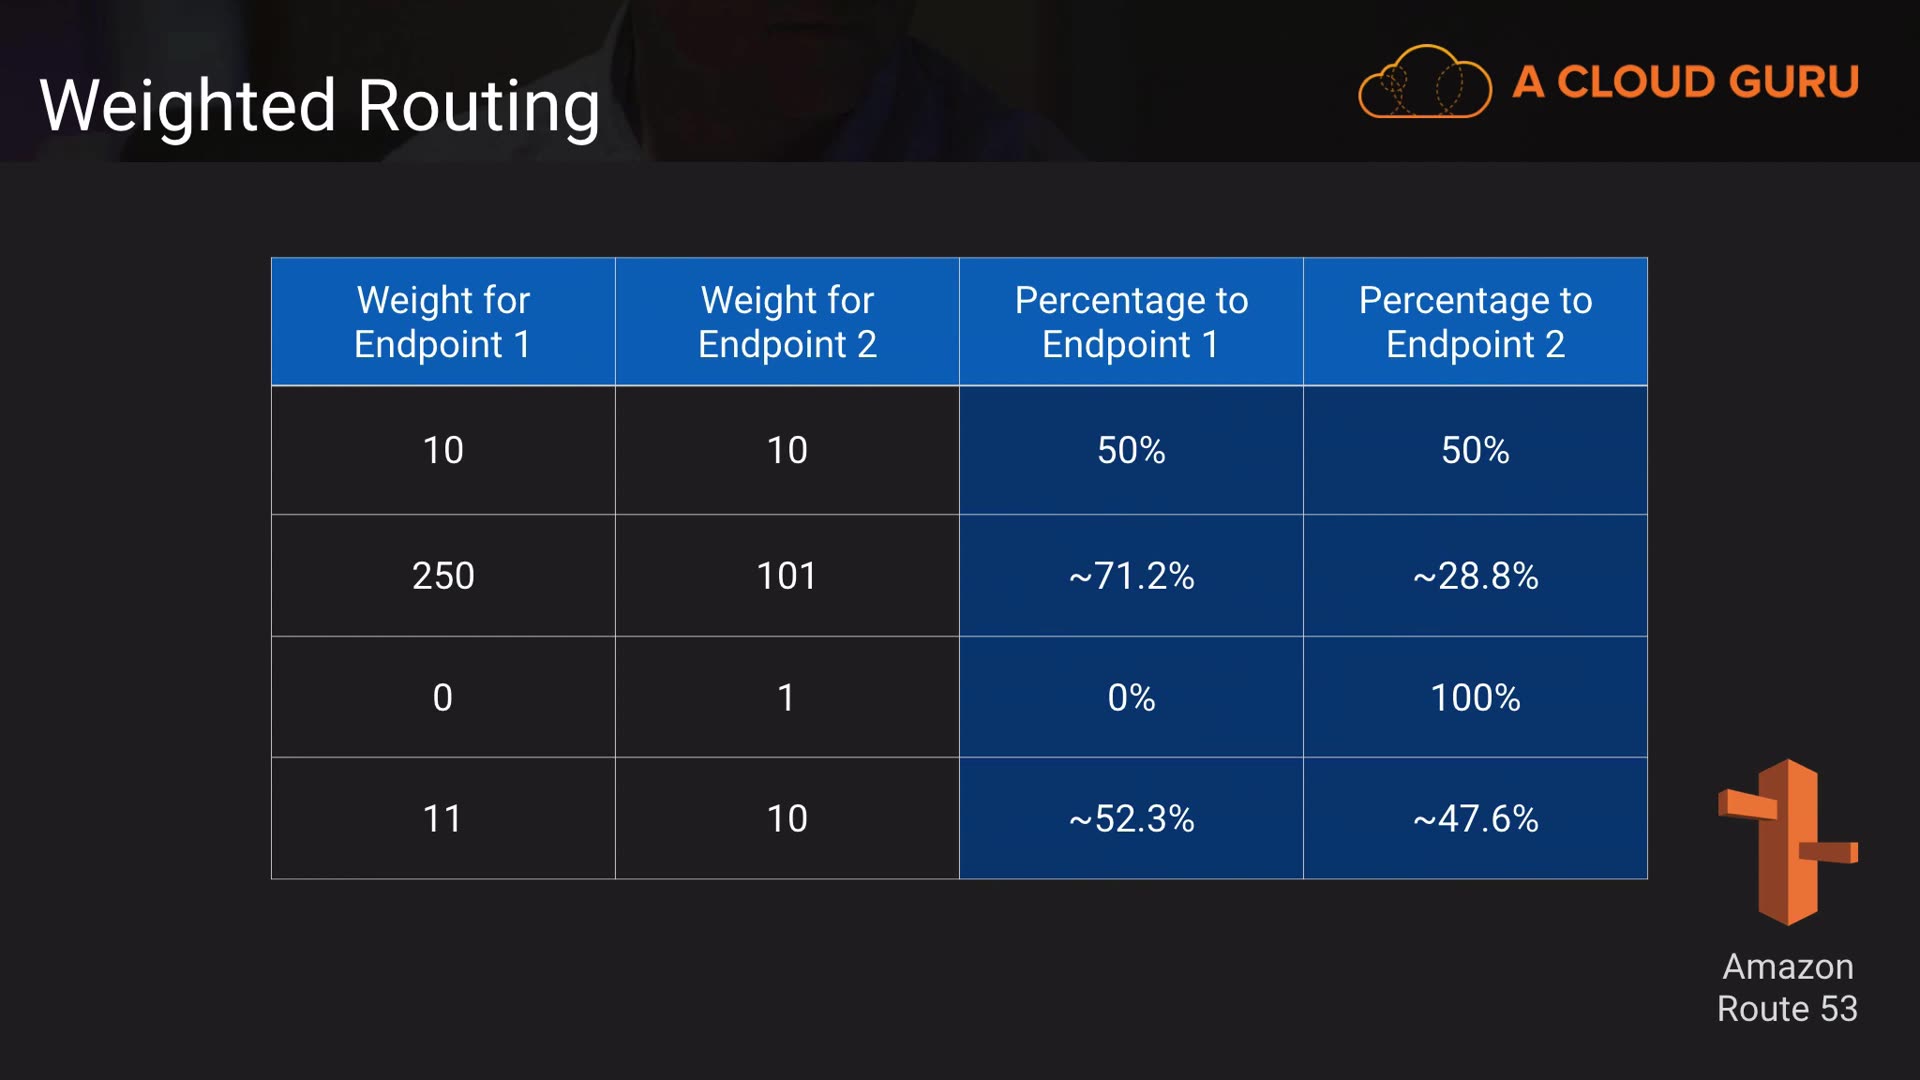 Weighted Routing
A CLOUD GURU
Weight for
Endpoint 1
Weight for
Endpoint 2
Percentage to
Endpoint 1
Percentage to
Endpoint 2
10 10 50% 50%
250 101 ~71.2% ~28.8%
0 1 0% 100%
11 10 ~52.3% ~47.6%
Amazon
Route 53